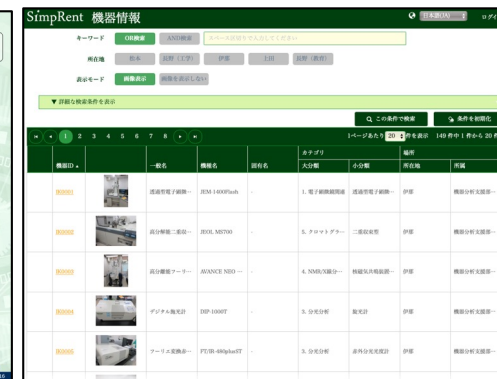 SimpRent 機器情報
日本語(JA)
ログイ
キーワード OR検索 AND検索
所在地 松本 長野（工学） 伊那 上田 長野（教育）
表示モード 画像表示 画像を表示しない
▼ 詳細な検索条件を表示
この条件で検索 条件を初期化
1 2 3 4 5 6 7 8 1ページあたり 20 件を表示 149 件中 1 件から 20 件
カテゴリ 場所
機器ID 一般名 機種名 固有名 大分類 小分類 所在地 所属
透過型電子顕微… JEM-1400Flash - 1. 電子顕微鏡関連 透過型電子顕微… 伊那 機器分析支援部…
高分解能二重収… JEOL MS700 - 5. クロマトグラ… 二重収束型 伊那 機器分析支援部…
高分解能フーリ… AVANCE NEO … - 4. NMR/X線分… 核磁気共鳴装置… 伊那 機器分析支援部…
デジタル旋光計 DIP-1000T - 3. 分光分析 旋光計 伊那 機器分析支援部…
フーリエ変換赤… FT/IR-480plusST - 3. 分光分析 赤外分光光度計 伊那 機器分析支援部…
16